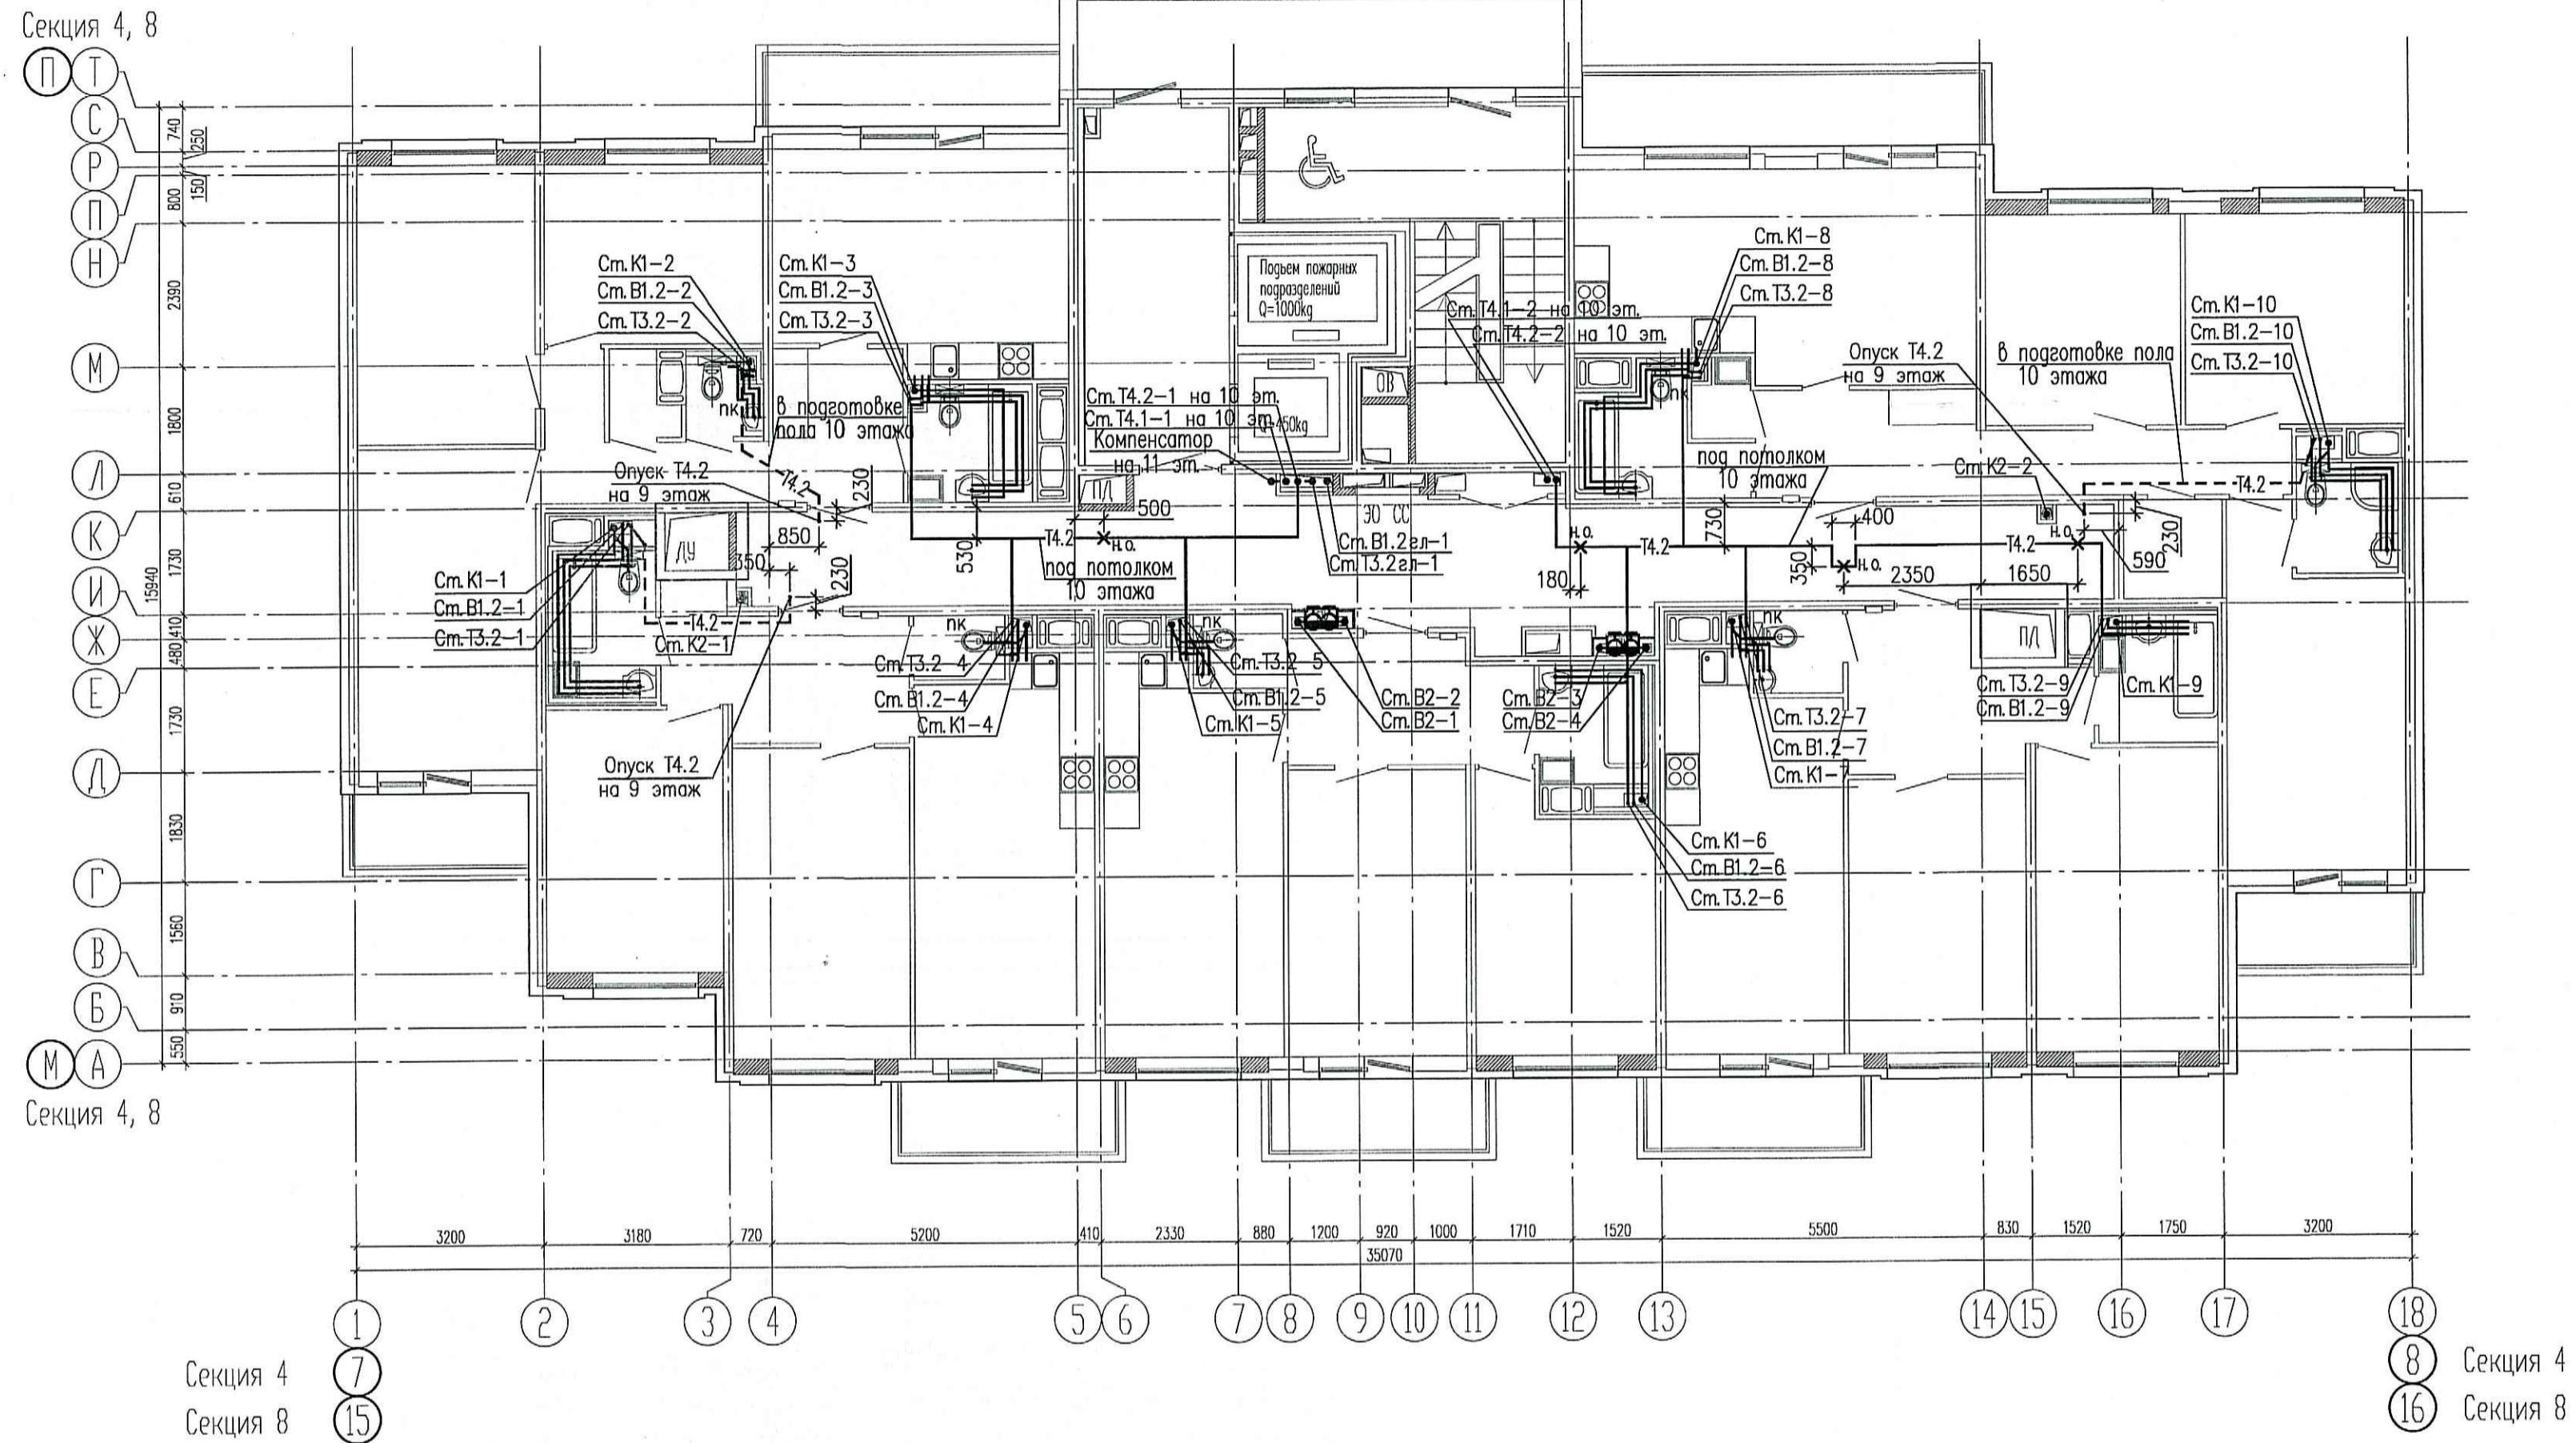 Секция 4, 8
П Т
С
Р
П
Н
М
Л
К
И
Ж
Е
Д
Г
В
Б
М А
Секция 4, 8
740
250
800
150
2390
1800
610
1730
15940
410
480
1730
1830
1560
910
550
Ст.К1-2
Ст.В1.2-2
Ст.Т3.2-2
Ст.К1-3
Ст.В1.2-3
Ст.Т3.2-3
пк
в подготовке
пола 10 этажа
Опуск Т4.2
на 9 этаж
Т4.2
230
850
350
230
ДУ
Ст.К1-1
Ст.В1.2-1
Ст.Т3.2-1
Т4.2
Ст.К2-1
Опуск Т4.2
на 9 этаж
Подъем пожарных
подразделений
Q=1000kg
ОВ
Ст.Т4.2-1 на 10 эт.
Ст.Т4.1-1 на 10 эт.
Компенсатор
на 11 эт.
ПД
500
530
Т4.2
н.о.
под потолком
10 этажа
ЭО СС
Ст.В1.2гл-1
Ст.Т3.2гл-1
Ст.Т4.1-2 на 10 эт.
Ст.Т4.2-2 на 10 эт.
Ст.К1-8
Ст.В1.2-8
Ст.Т3.2-8
пк
Опуск Т4.2
на 9 этаж
в подготовке пола
10 этажа
Ст.К1-10
Ст.В1.2-10
Ст.Т3.2-10
под потолком
10 этажа
Ст.К2-2
Т4.2
730
400
н.о.
Т4.2
350
н.о.
180
2350
1650
Т4.2
н.о.
590
230
пк
Ст.Т3.2-4
Ст.В1.2-4
Ст.К1-4
пк
Ст.Т3.2-5
Ст.В1.2-5
Ст.К1-5
Ст.В2-2
Ст.В2-1
Ст.В2-3
Ст.В2-4
пк
Ст.Т3.2-7
Ст.В1.2-7
Ст.К1-7
ПД
Ст.Т3.2-9
Ст.В1.2-9
Ст.К1-9
Ст.К1-6
Ст.В1.2-6
Ст.Т3.2-6
3200 3180 720 5200 410 2330 880 1200 920 1000 1710 1520 5500 830 1520 1750 3200
35070
1 2 3 4 5 6 7 8 9 10 11 12 13 14 15 16 17 18
Секция 4 7
8 Секция 4
Секция 8 15
16 Секция 8